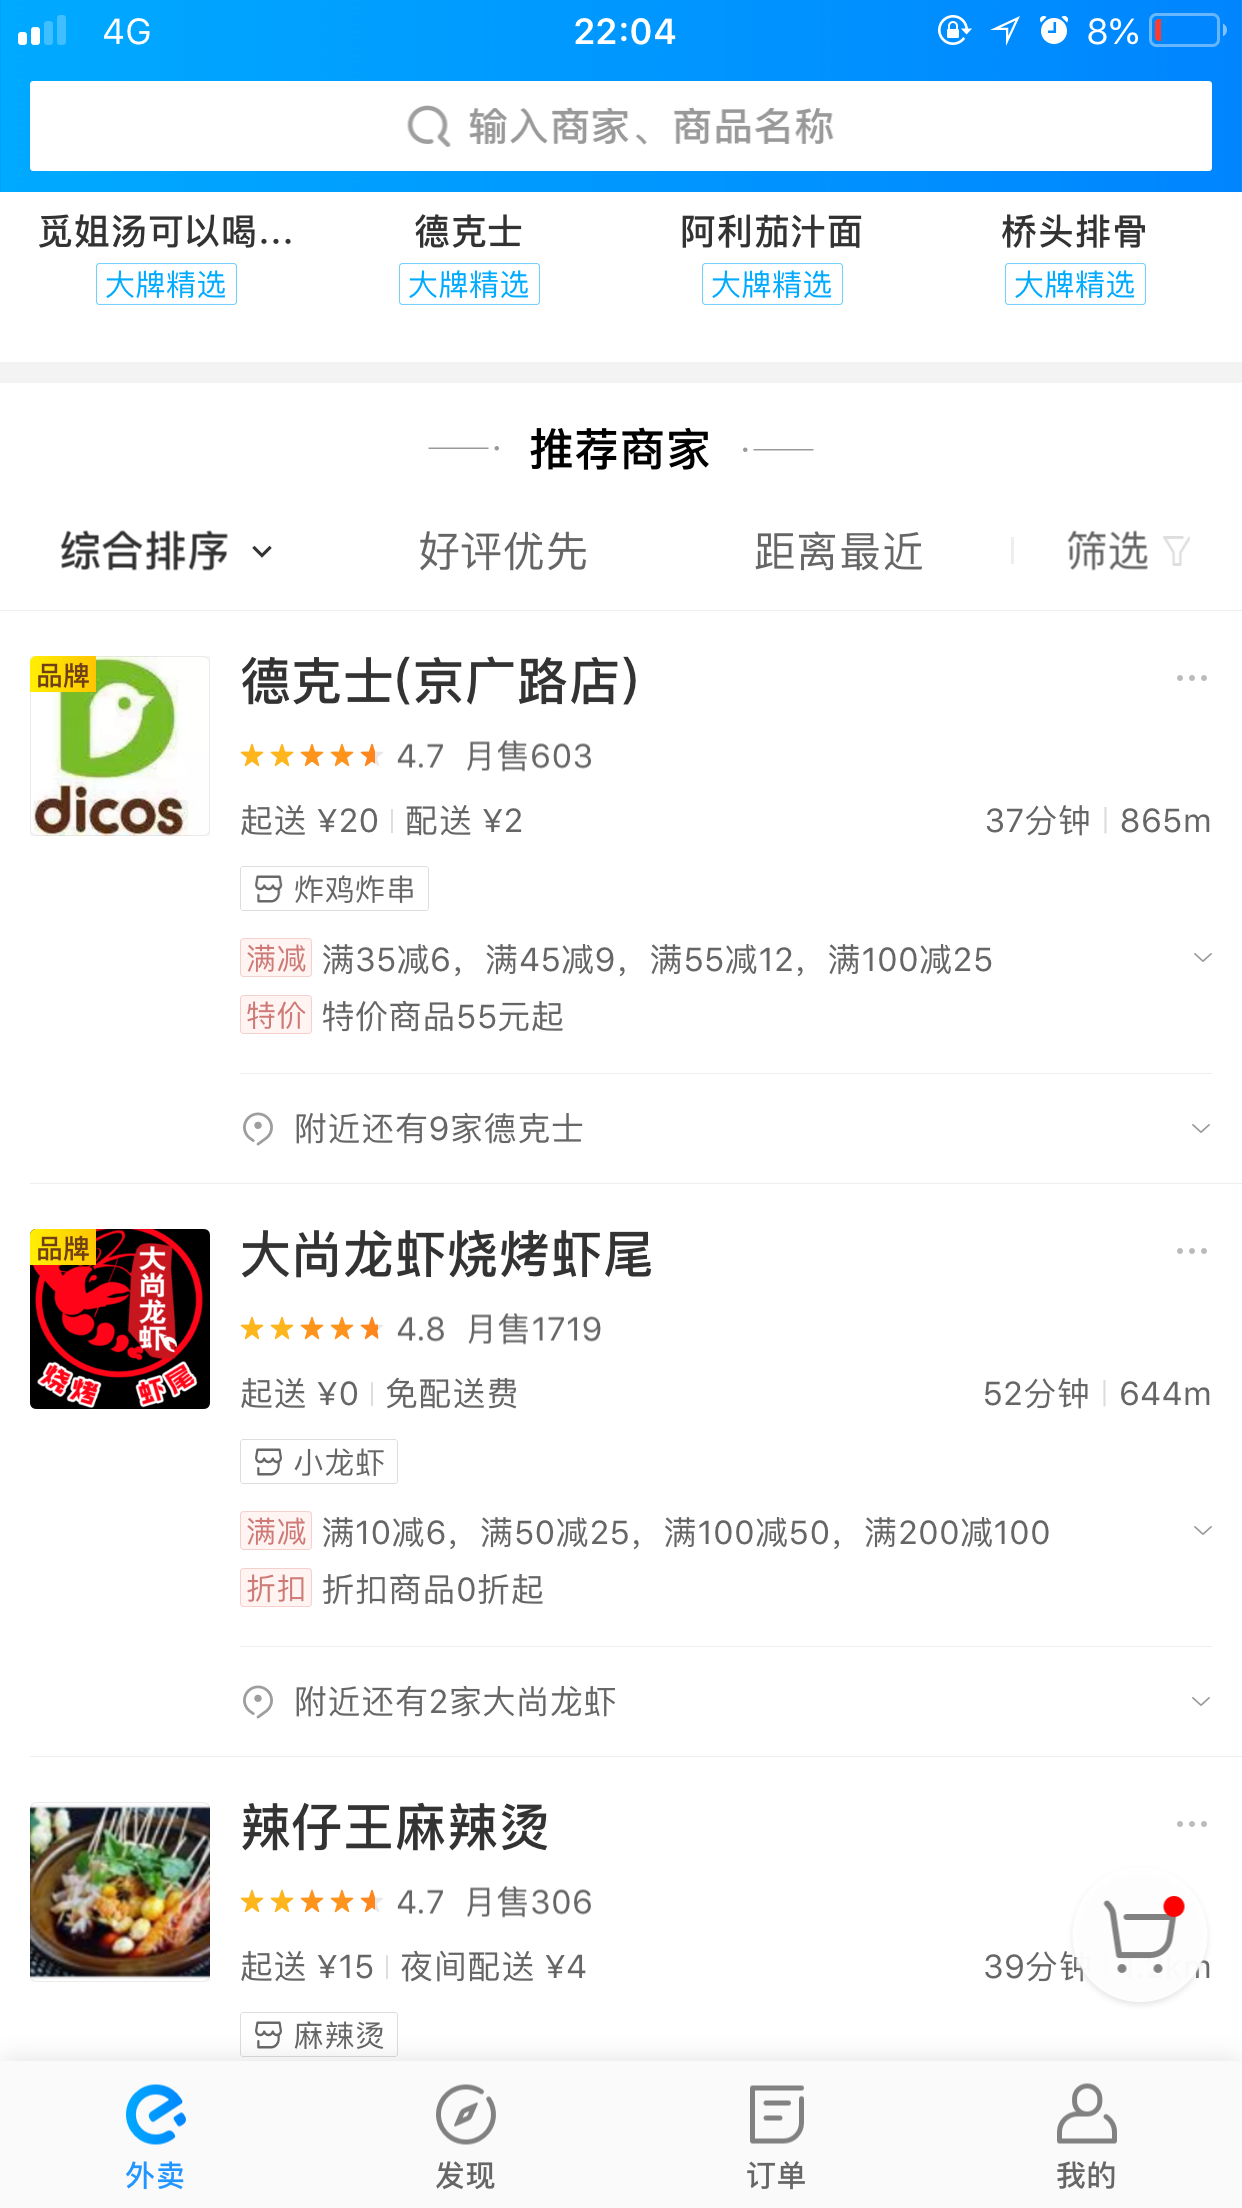 4G 22:04 8%
输入商家、商品名称
觅姐汤可以喝... 德克士 阿利茄汁面 桥头排骨
大牌精选 大牌精选 大牌精选 大牌精选
推荐商家
综合排序 好评优先 距离最近 筛选
品牌
dicos
德克士(京广路店)
4.7 月售603
起送 ¥20 配送 ¥2 37分钟 865m
炸鸡炸串
满减 满35减6，满45减9，满55减12，满100减25
特价 特价商品55元起
附近还有9家德克士
品牌
大尚龙虾
烧烤 虾尾
大尚龙虾烧烤虾尾
4.8 月售1719
起送 ¥0 免配送费 52分钟 644m
小龙虾
满减 满10减6，满50减25，满100减50，满200减100
折扣 折扣商品0折起
附近还有2家大尚龙虾
辣仔王麻辣烫
4.7 月售306
起送 ¥15 夜间配送 ¥4 39分钟
麻辣烫
外卖 发现 订单 我的